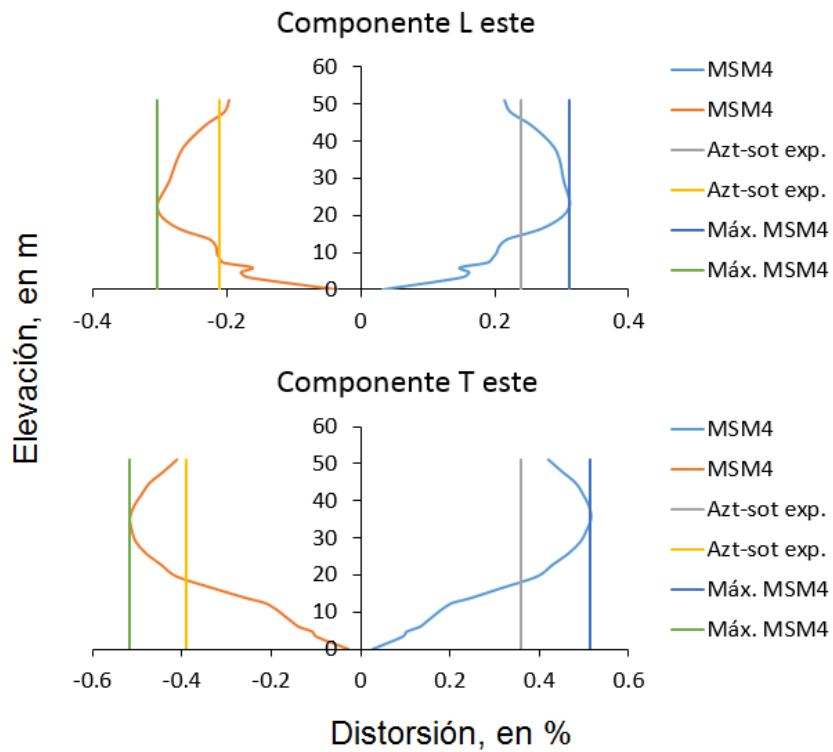 Componente L este
60
50
40
30
20
10
0
-0.4 -0.2 0 0.2 0.4
MSM4
MSM4
Azt-sot exp.
Azt-sot exp.
Máx. MSM4
Máx. MSM4
Elevación, en m
Componente T este
60
50
40
30
20
10
0
-0.6 -0.4 -0.2 0 0.2 0.4 0.6
MSM4
MSM4
Azt-sot exp.
Azt-sot exp.
Máx. MSM4
Máx. MSM4
Distorsión, en %